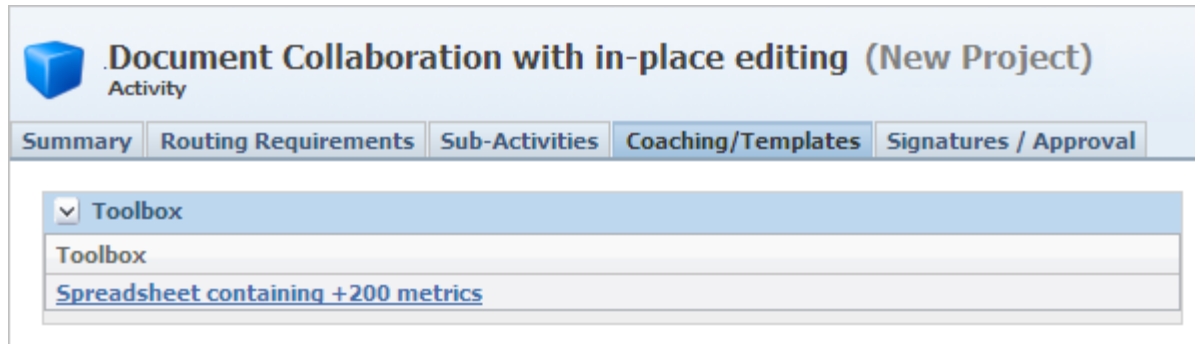 .Document Collaboration with in-place editing (New Project)
Activity
Summary Routing Requirements Sub-Activities Coaching/Templates Signatures / Approval
Toolbox
Toolbox
Spreadsheet containing +200 metrics